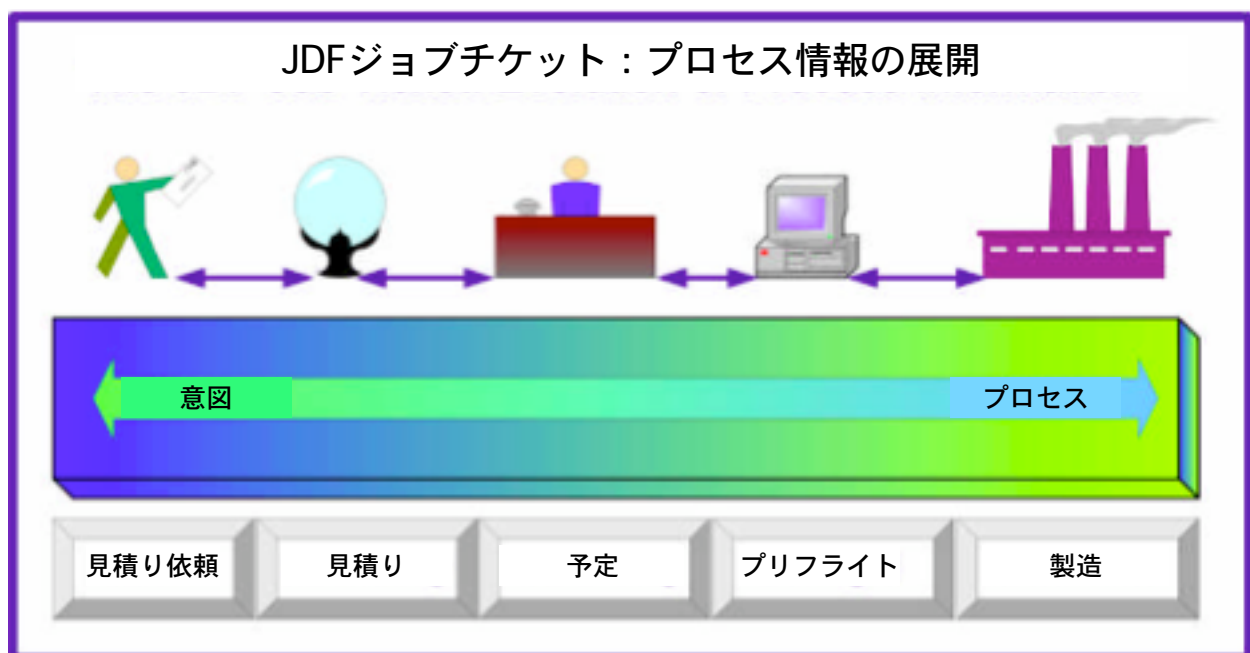 JDFジョブチケット：プロセス情報の展開
意図
プロセス
見積り依頼
見積り
予定
プリフライト
製造